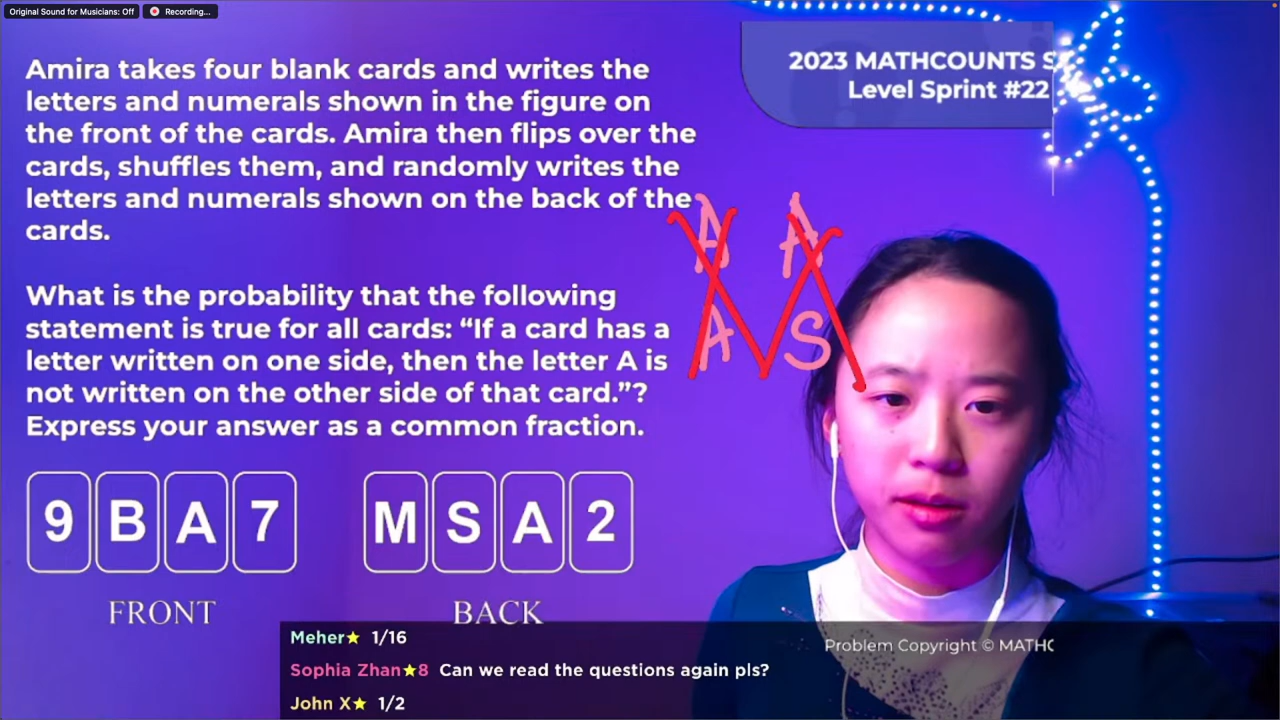 Original Sound for Musicians: Off
Recording...
Amira takes four blank cards and writes the
letters and numerals shown in the figure on
the front of the cards. Amira then flips over the
cards, shuffles them, and randomly writes the
letters and numerals shown on the back of the
cards.
What is the probability that the following
statement is true for all cards: “If a card has a
letter written on one side, then the letter A is
not written on the other side of that card.”?
Express your answer as a common fraction.
9 B A 7
M S A 2
FRONT
BACK
2023 MATHCOUNTS S
Level Sprint #22
A A
A S
Problem Copyright © MATHC
Meher 1/16
Sophia Zhan 8 Can we read the questions again pls?
John X 1/2